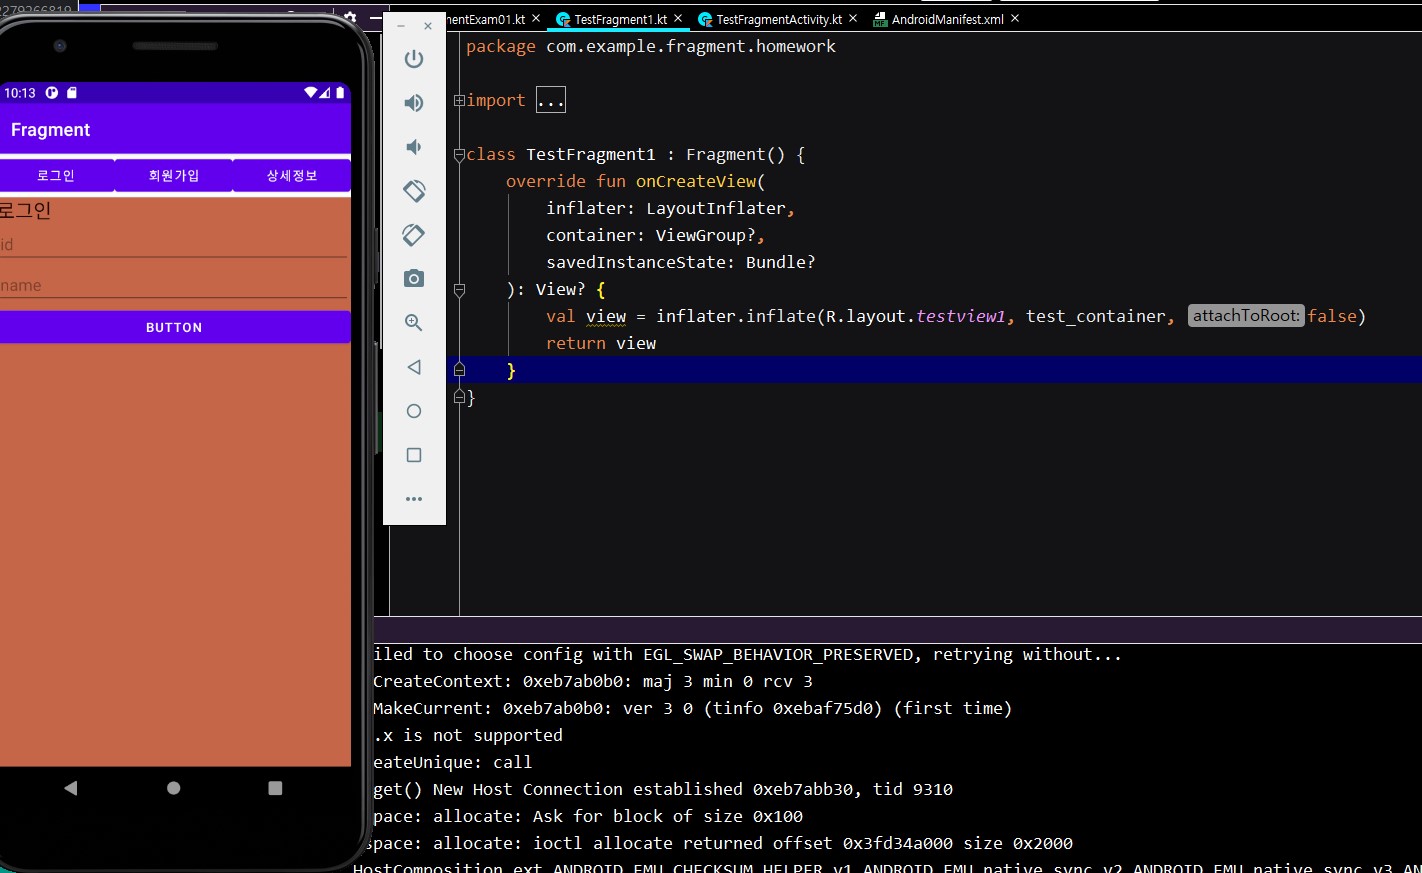 2279266819
mentExam01.kt
TestFragment1.kt
TestFragmentActivity.kt
AndroidManifest.xml
10:13
Fragment
로그인
회원가입
상세정보
로그인
id
name
BUTTON
package com.example.fragment.homework
import ...
class TestFragment1 : Fragment() {
override fun onCreateView(
inflater: LayoutInflater,
container: ViewGroup?,
savedInstanceState: Bundle?
): View? {
val view = inflater.inflate(R.layout.testview1, test_container, attachToRoot: false)
return view
}
}
iled to choose config with EGL_SWAP_BEHAVIOR_PRESERVED, retrying without...
CreateContext: 0xeb7ab0b0: maj 3 min 0 rcv 3
MakeCurrent: 0xeb7ab0b0: ver 3 0 (tinfo 0xebaf75d0) (first time)
.x is not supported
eateUnique: call
get() New Host Connection established 0xeb7abb30, tid 9310
pace: allocate: Ask for block of size 0x100
space: allocate: ioctl allocate returned offset 0x3fd34a000 size 0x2000
HostComposition ext ANDROID_EMU_CHECKSUM_HELPER_v1 ANDROID_EMU_native_sync_v2 ANDROID_EMU_native_sync_v3 AN